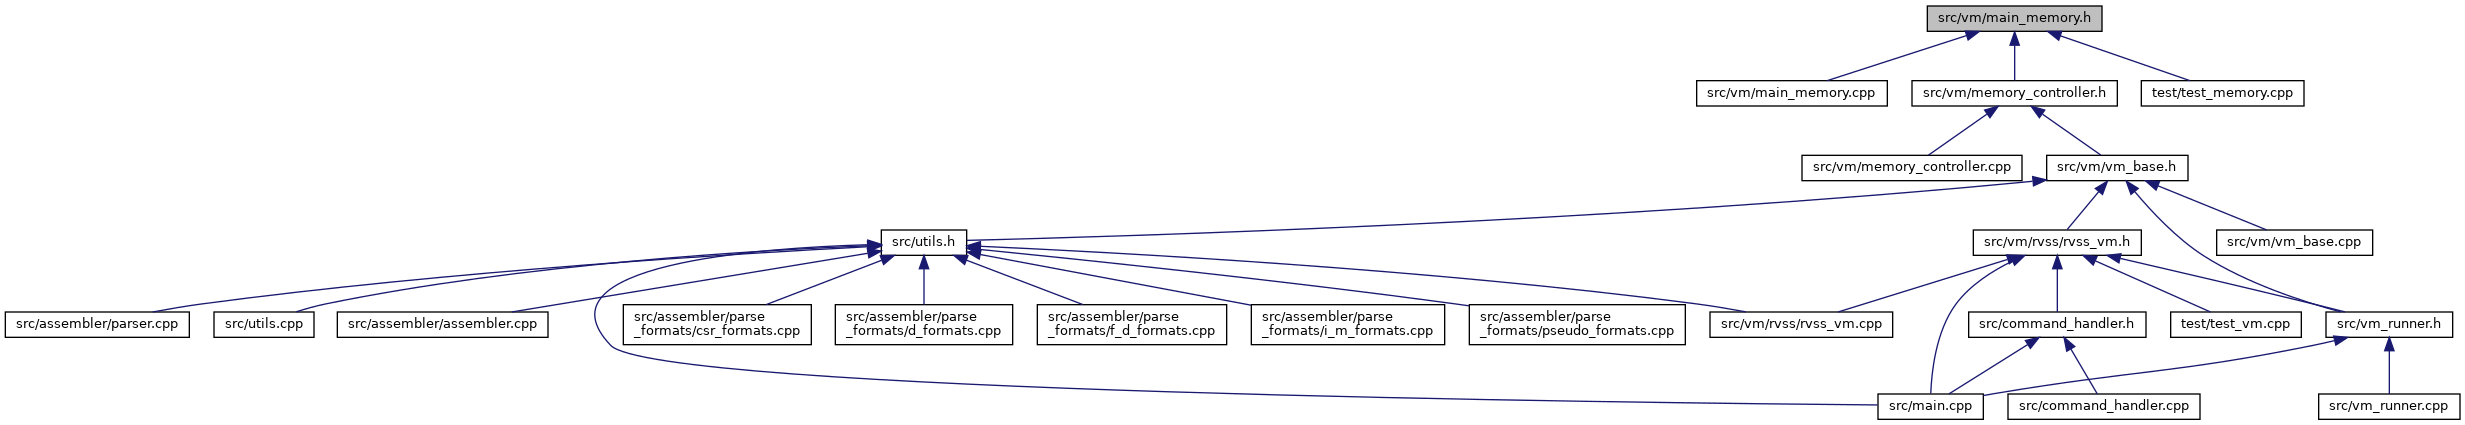 src/vm/main_memory.h
src/vm/main_memory.cpp
src/vm/memory_controller.h
test/test_memory.cpp
src/vm/memory_controller.cpp
src/vm/vm_base.h
src/utils.h
src/vm/rvss/rvss_vm.h
src/vm/vm_base.cpp
src/assembler/parser.cpp
src/utils.cpp
src/assembler/assembler.cpp
src/assembler/parse
_formats/csr_formats.cpp
src/assembler/parse
_formats/d_formats.cpp
src/assembler/parse
_formats/f_d_formats.cpp
src/assembler/parse
_formats/i_m_formats.cpp
src/assembler/parse
_formats/pseudo_formats.cpp
src/vm/rvss/rvss_vm.cpp
src/command_handler.h
test/test_vm.cpp
src/vm_runner.h
src/main.cpp
src/command_handler.cpp
src/vm_runner.cpp